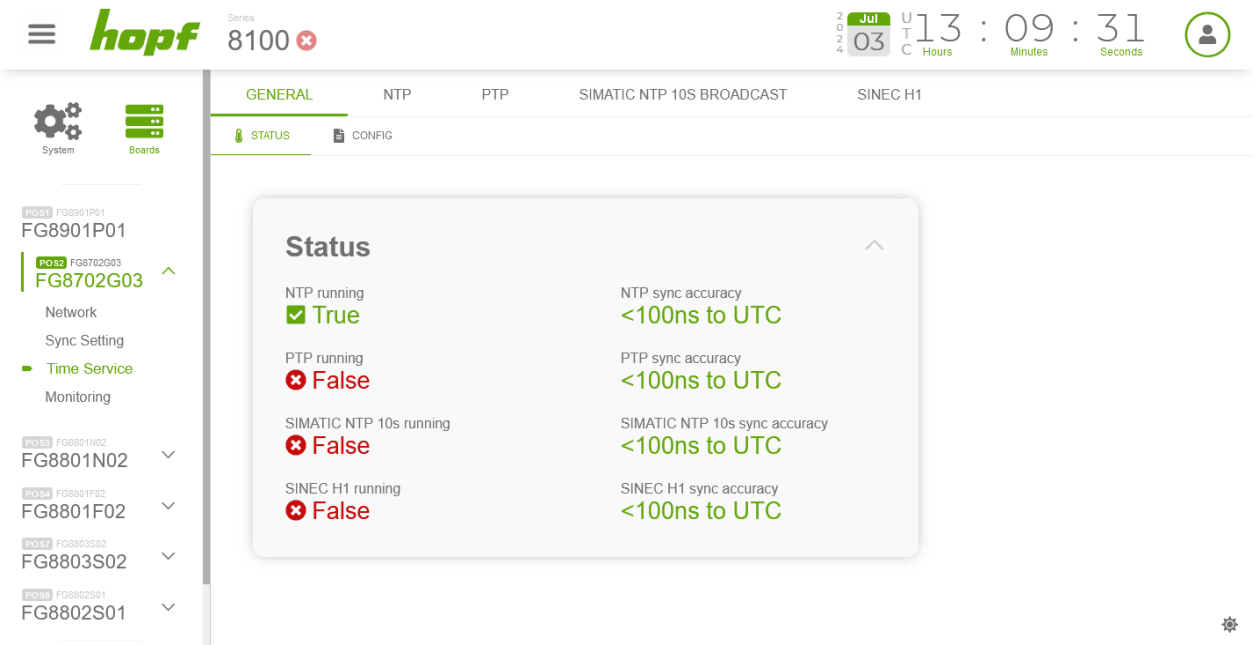 hopf
Series
8100
2024
Jul
03
UTC
13 : 09 : 31
Hours Minutes Seconds
System Boards
POS1 FG8901P01
FG8901P01
POS2 FG8702G03
FG8702G03
Network
Sync Setting
Time Service
Monitoring
POS3 FG8801N02
FG8801N02
POS4 FG8801F02
FG8801F02
POS7 FG8803S02
FG8803S02
POS8 FG8802S01
FG8802S01
GENERAL NTP PTP SIMATIC NTP 10S BROADCAST SINEC H1
STATUS CONFIG
Status
NTP running NTP sync accuracy
True <100ns to UTC
PTP running PTP sync accuracy
False <100ns to UTC
SIMATIC NTP 10s running SIMATIC NTP 10s sync accuracy
False <100ns to UTC
SINEC H1 running SINEC H1 sync accuracy
False <100ns to UTC